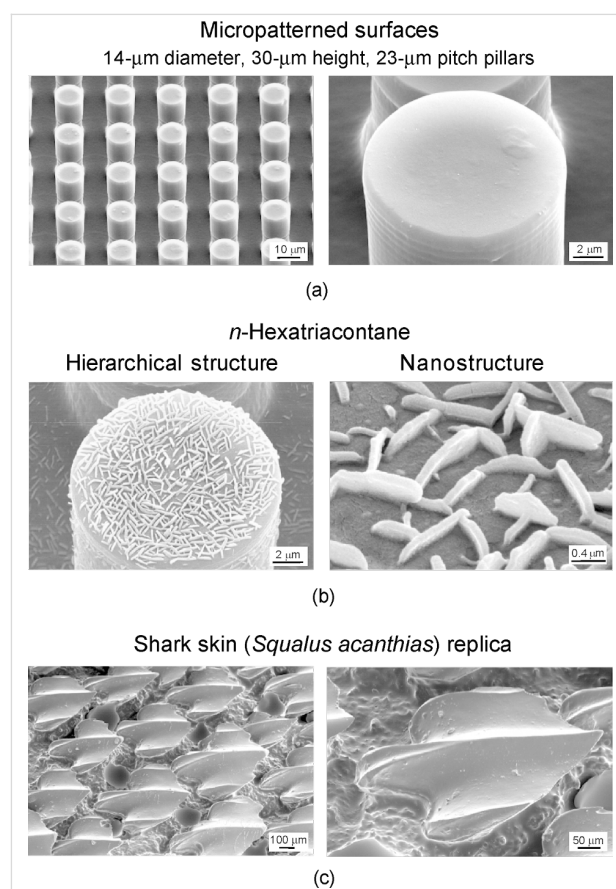 Micropatterned surfaces
14-μm diameter, 30-μm height, 23-μm pitch pillars
10 μm
2 μm
(a)
n-Hexatriacontane
Hierarchical structure
Nanostructure
2 μm
0.4 μm
(b)
Shark skin (Squalus acanthias) replica
100 μm
50 μm
(c)